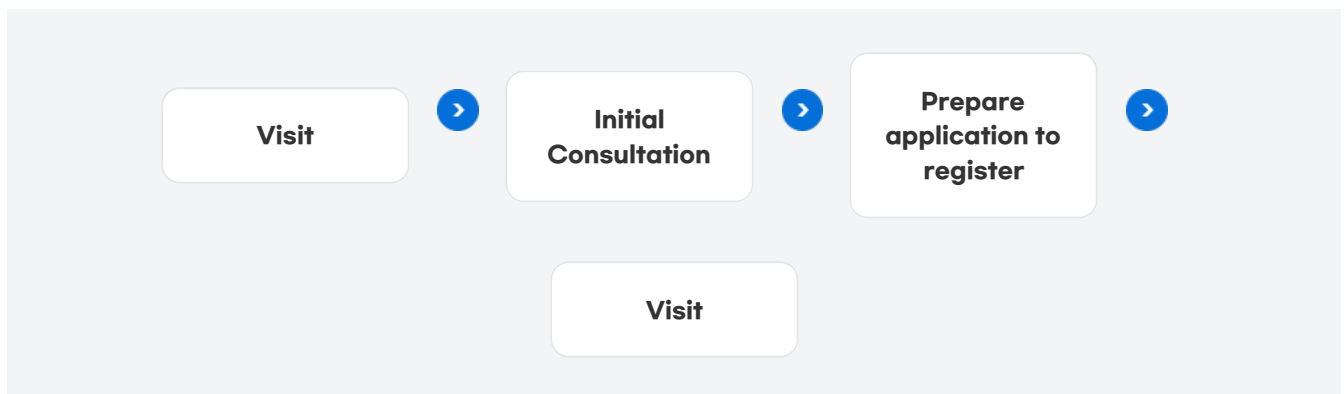 Visit
Initial
Consultation
Prepare
application to
register
Visit